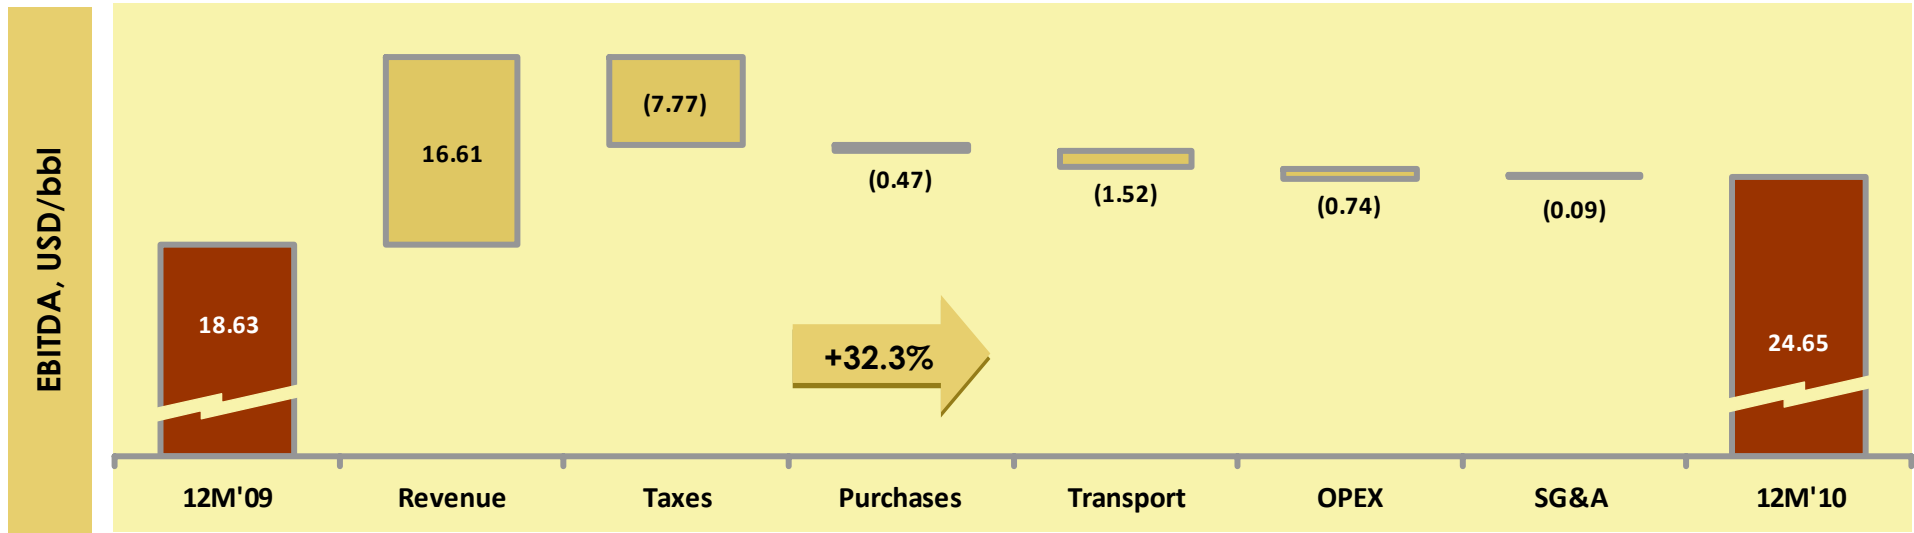 EBITDA, USD/bbl
18.63
16.61
(7.77)
(0.47)
(1.52)
(0.74)
(0.09)
24.65
+32.3%
12M'09
Revenue
Taxes
Purchases
Transport
OPEX
SG&A
12M'10